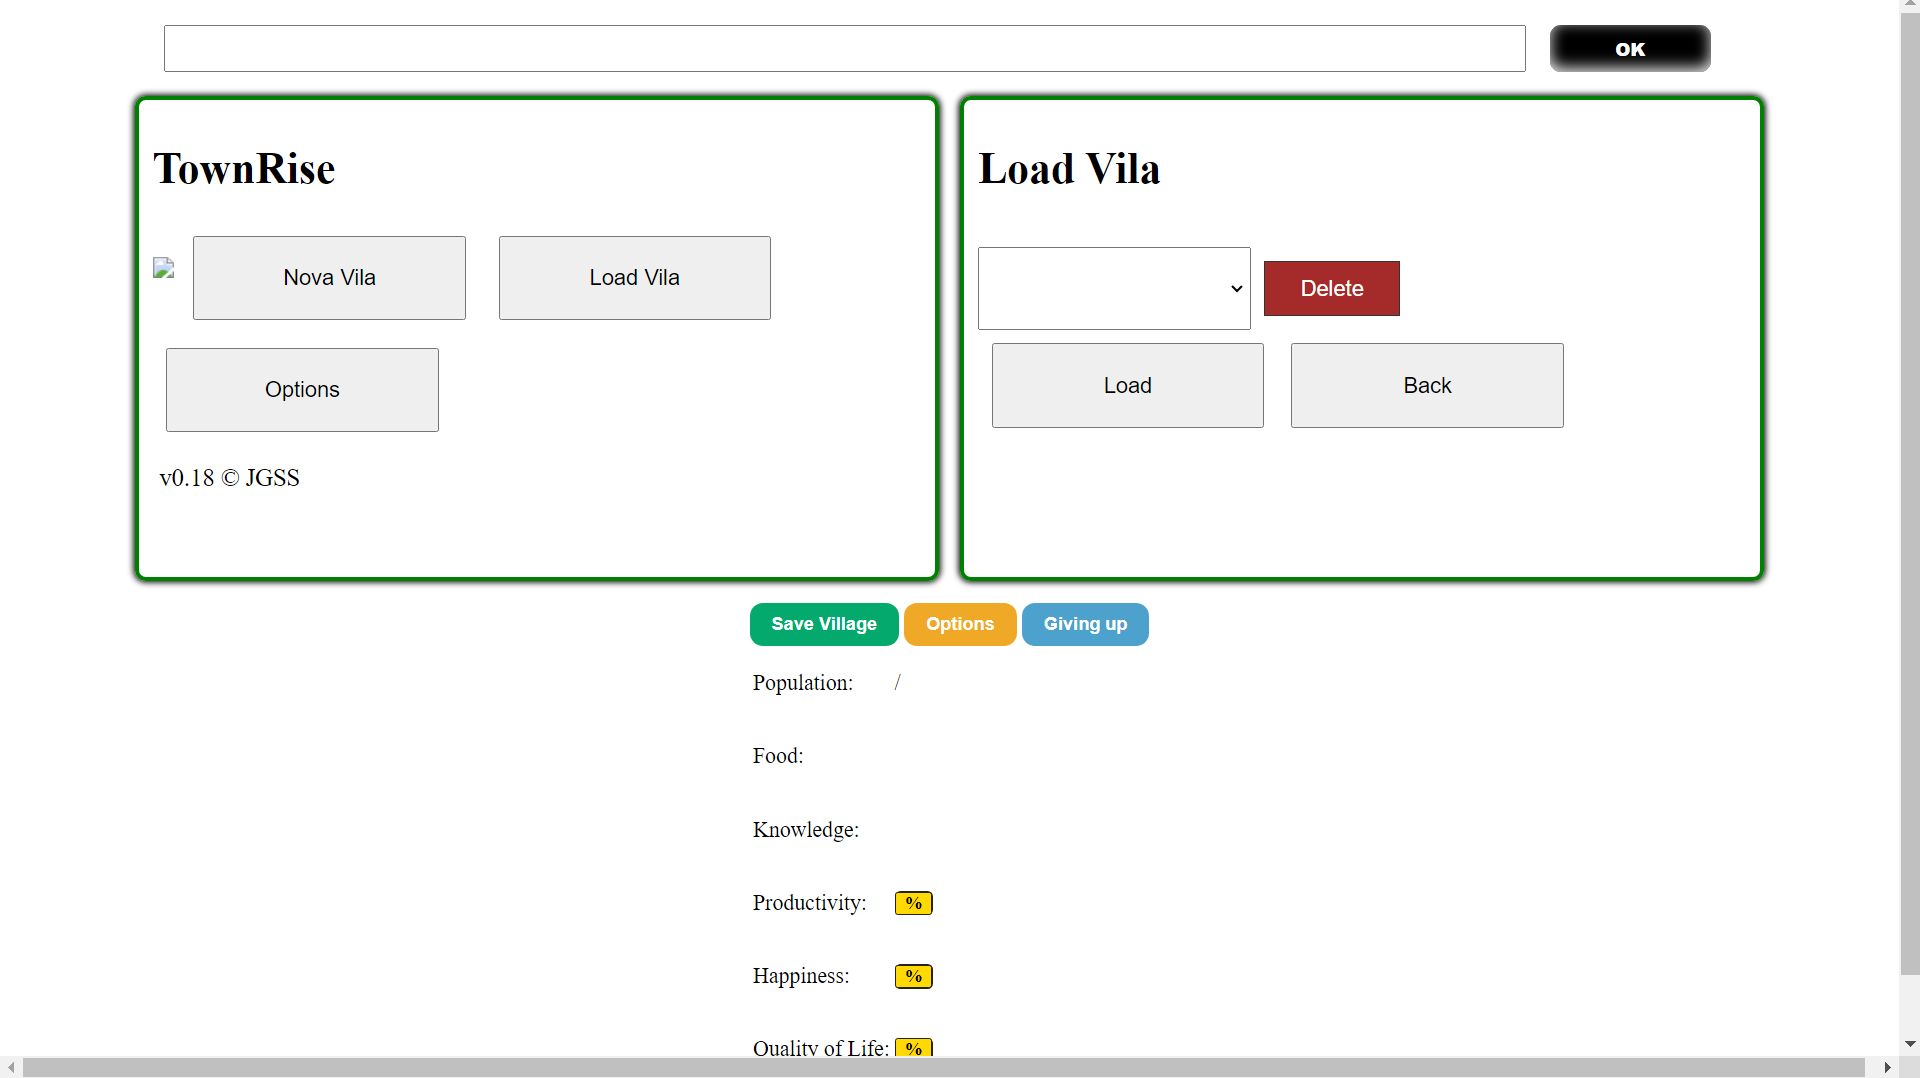 OK
TownRise
Nova Vila
Load Vila
Options
v0.18 © JGSS
Load Vila
Delete
Load
Back
Save Village
Options
Giving up
Population: /
Food:
Knowledge:
Productivity: %
Happiness: %
Quality of Life: %